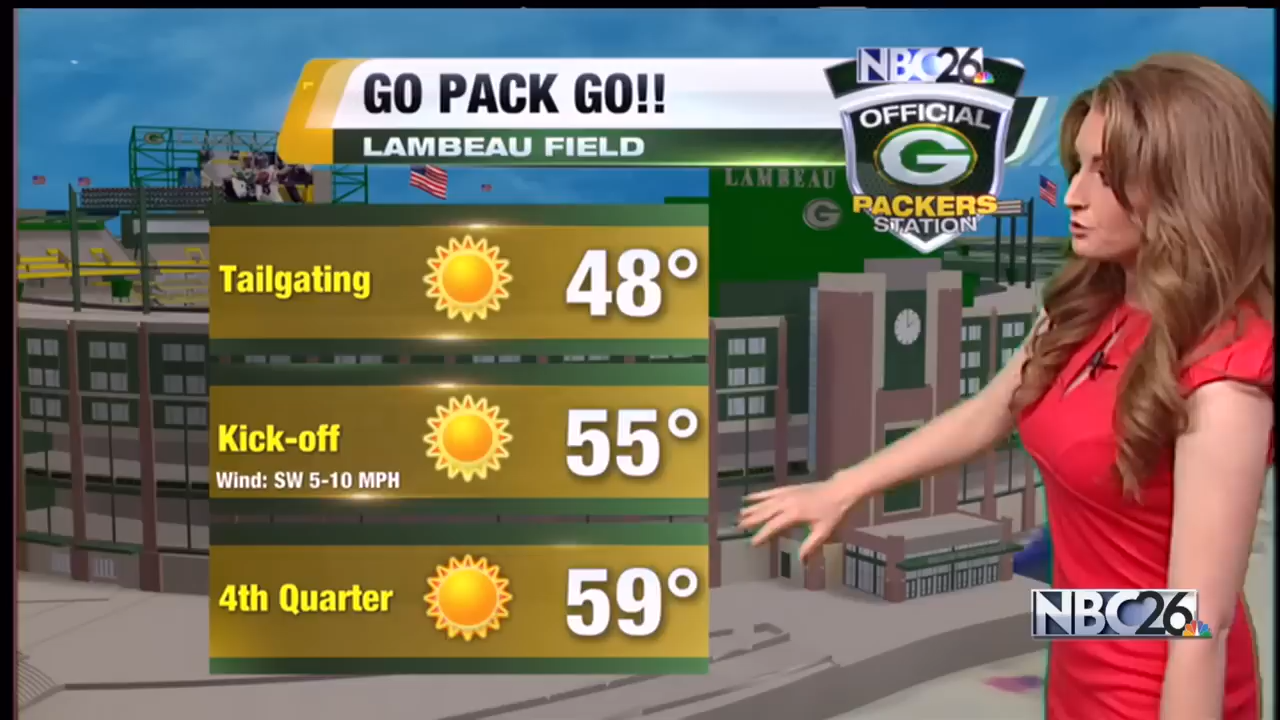 GO PACK GO!!
LAMBEAU FIELD
NBC26
OFFICIAL
G
PACKERS
STATION
LAMBEAU
G
Tailgating
48°
Kick-off
55°
Wind: SW 5-10 MPH
4th Quarter
59°
NBC26